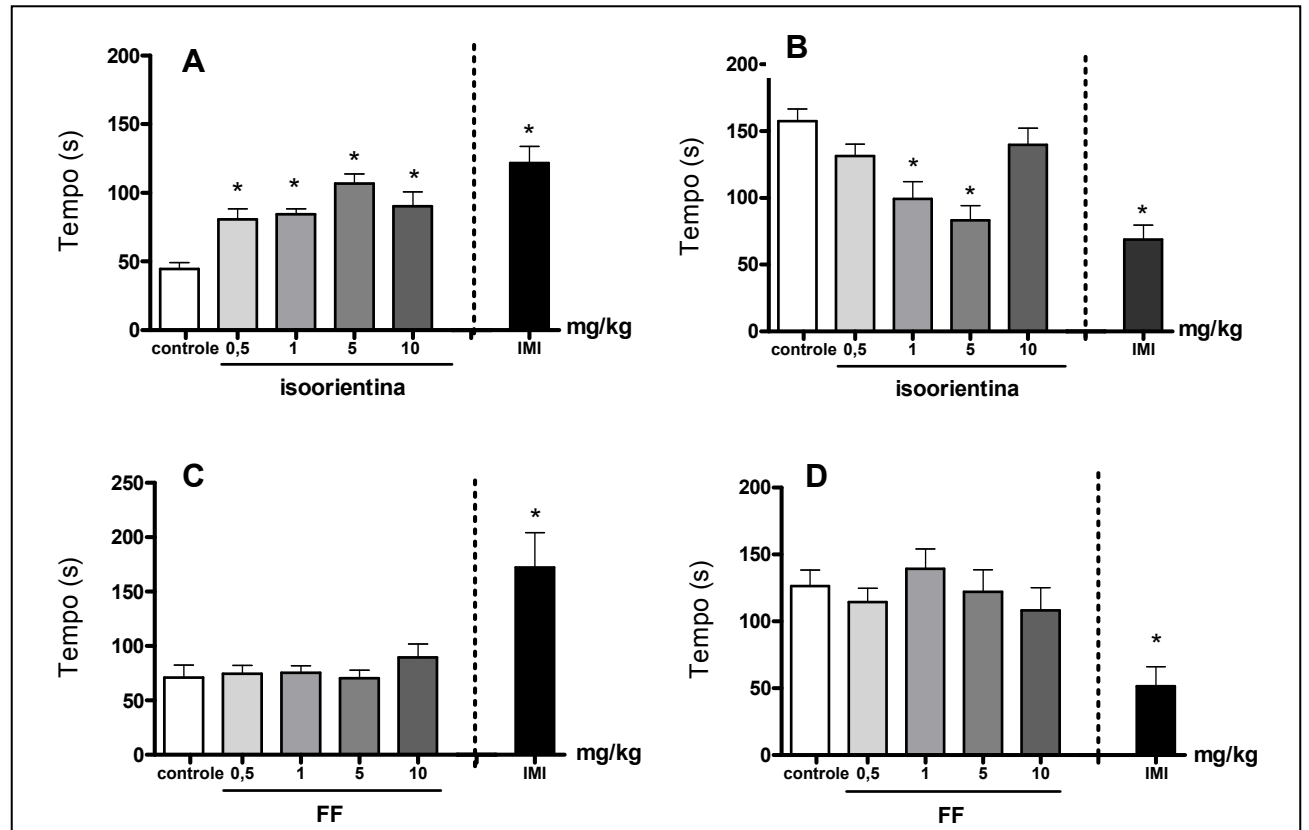 A
200
150
100
50
0
Tempo (s)
* * * * *
controle 0,5 1 5 10 IMI mg/kg
isoorientina
B
200
150
100
50
0
Tempo (s)
* * *
controle 0,5 1 5 10 IMI mg/kg
isoorientina
C
250
200
150
100
50
0
Tempo (s)
*
controle 0,5 1 5 10 IMI mg/kg
FF
D
200
150
100
50
0
Tempo (s)
*
controle 0,5 1 5 10 IMI mg/kg
FF